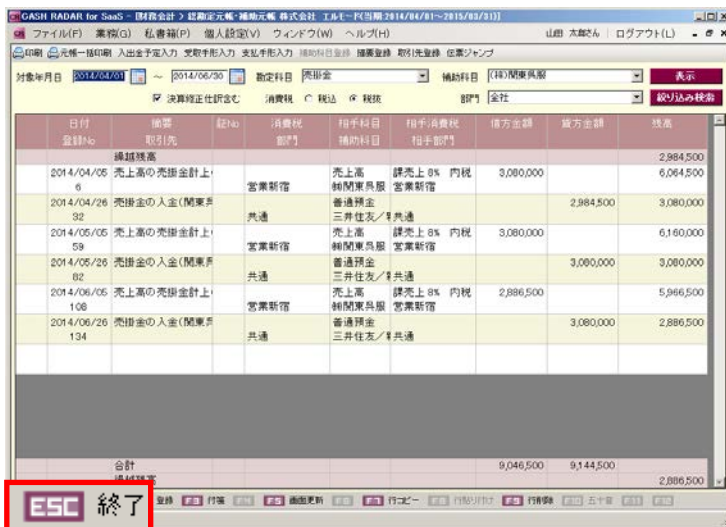 CASH RADAR for SaaS - [財務会計 > 総勘定元帳・補助元帳 株式会社 エルモード(当期:2014/04/01～2015/03/31)]
ファイル(F) 業務(G) 私書箱(P) 個人設定(V) ウィンドウ(W) ヘルプ(H) 山田 太郎さん ログアウト(L)
印刷 元帳一括印刷 入出金予定入力 受取手形入力 支払手形入力 補助科目登録 摘要登録 取引先登録 伝票ジャンプ
対象年月日 2014/04/01 ～ 2014/06/30 勘定科目 売掛金 補助科目 (株)関東呉服 表示
決算修正仕訳含む 消費税 税込 税抜 部門 全社 絞り込み検索
日付 摘要 証No 消費税 相手科目 相手消費税 借方金額 貸方金額 残高
登録No 取引先 部門 補助科目 相手部門
繰越残高 2,984,500
2014/04/05 売上高の売掛金計上 売上高 課売上 8% 内税 3,080,000 6,064,500
6 営業新宿 ㈱関東呉服 営業新宿
2014/04/26 売掛金の入金(関東 普通預金 2,984,500 3,080,000
32 共通 三井住友/ 共通
2014/05/05 売上高の売掛金計上 売上高 課売上 8% 内税 3,080,000 6,160,000
59 営業新宿 ㈱関東呉服 営業新宿
2014/05/26 売掛金の入金(関東 普通預金 3,080,000 3,080,000
82 共通 三井住友/ 共通
2014/06/05 売上高の売掛金計上 売上高 課売上 8% 内税 2,886,500 5,966,500
108 営業新宿 ㈱関東呉服 営業新宿
2014/06/26 売掛金の入金(関東 普通預金 3,080,000 2,886,500
134 共通 三井住友/ 共通
合計 9,046,500 9,144,500
2,886,500
ESC 終了 登録 F3 付箋 F4 F5 画面更新 F6 F7 行コピー F8 行貼り付け F9 行削除 F10 五十音 F11 F12